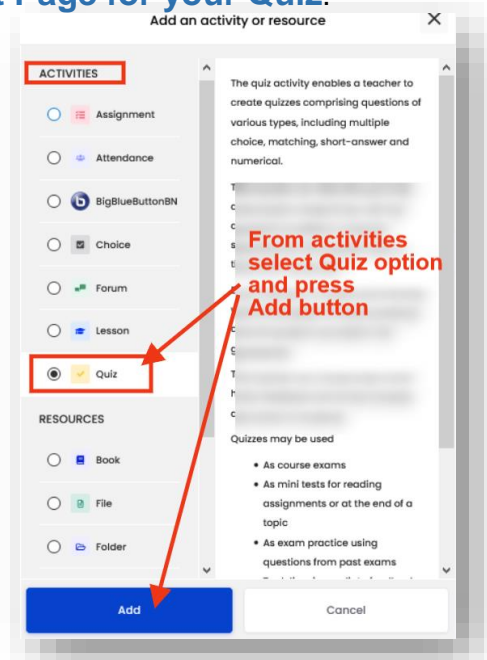 Page for your Quiz.
Add an activity or resource
ACTIVITIES
Assignment
Attendance
BigBlueButtonBN
Choice
Forum
Lesson
Quiz
RESOURCES
Book
File
Folder
The quiz activity enables a teacher to
create quizzes comprising questions of
various types, including multiple
choice, matching, short-answer and
numerical.
From activities
select Quiz option
and press
Add button
Quizzes may be used
• As course exams
• As mini tests for reading
assignments or at the end of a
topic
• As exam practice using
questions from past exams
Add
Cancel